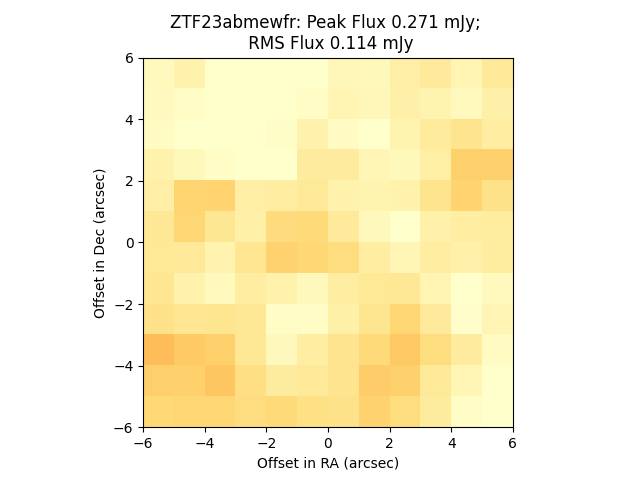 ZTF23abmewfr: Peak Flux 0.271 mJy;
RMS Flux 0.114 mJy
6
4
2
0
−2
−4
−6
Offset in Dec (arcsec)
−6 −4 −2 0 2 4 6
Offset in RA (arcsec)